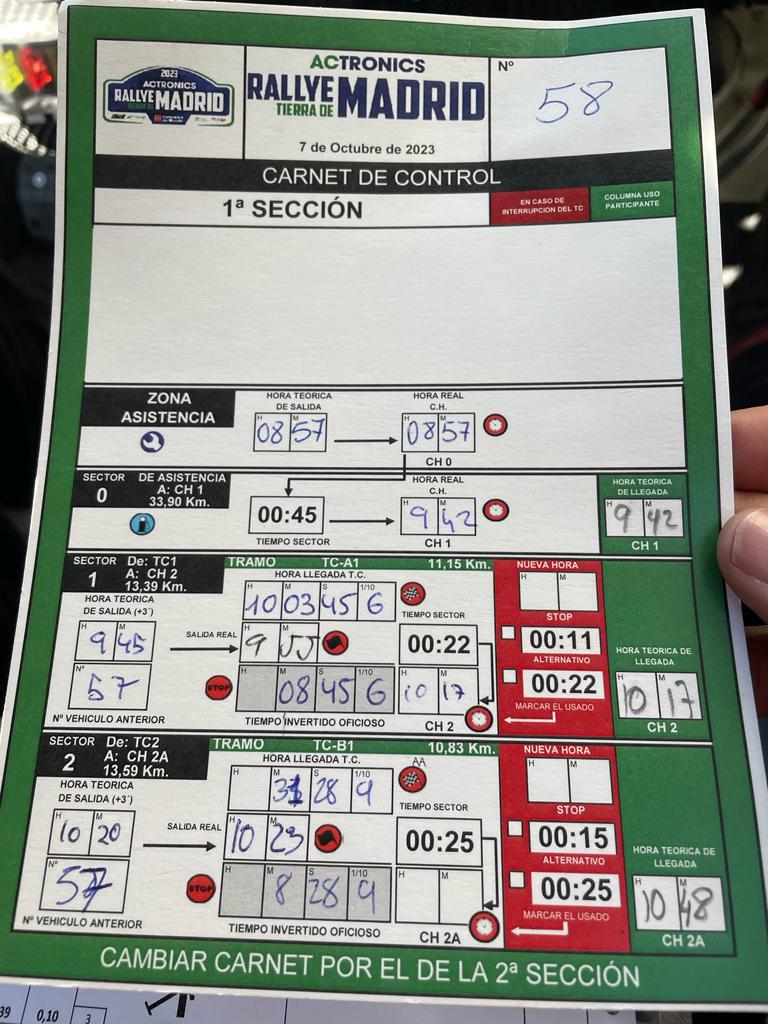 2023
ACTRONICS
RALLYE MADRID
TIERRA DE
ACTRONICS
RALLYE
TIERRA DE MADRID
7 de Octubre de 2023
Nº
58
CARNET DE CONTROL
1ª SECCIÓN
EN CASO DE
INTERRUPCION DEL TC
COLUMNA USO
PARTICIPANTE
ZONA
ASISTENCIA
HORA TEORICA
DE SALIDA
H M
08 57
HORA REAL
C.H.
H M
08 57
CH 0
SECTOR DE ASISTENCIA
0 A: CH 1
33,90 Km.
00:45
TIEMPO SECTOR
HORA REAL
C.H.
H M
9 42
CH 1
HORA TEORICA
DE LLEGADA
H M
9 42
CH 1
SECTOR De: TC1
1 A: CH 2
13,39 Km.
TRAMO TC-A1 11,15 Km.
HORA LLEGADA T.C.
H M S 1/10
10 03 45 6
HORA TEORICA
DE SALIDA (+3´)
H M
9 45
SALIDA REAL
H M
9 55
TIEMPO SECTOR
00:22
Nº
57
Nº VEHICULO ANTERIOR
STOP
H M S 1/10
08 45 6
TIEMPO INVERTIDO OFICIOSO
H M
10 17
CH 2
NUEVA HORA
H M
STOP
00:11
ALTERNATIVO
00:22
MARCAR EL USADO
HORA TEORICA DE
LLEGADA
H M
10 17
CH 2
SECTOR De: TC2
2 A: CH 2A
13,59 Km.
TRAMO TC-B1 10,83 Km.
HORA LLEGADA T.C.
AA
H M S 1/10
31 28 9
HORA TEORICA
DE SALIDA (+3´)
H M
10 20
SALIDA REAL
H M
10 23
TIEMPO SECTOR
00:25
Nº
57
Nº VEHICULO ANTERIOR
STOP
H M S 1/10
8 28 9
TIEMPO INVERTIDO OFICIOSO
H M
CH 2A
NUEVA HORA
H M
STOP
00:15
ALTERNATIVO
00:25
MARCAR EL USADO
HORA TEORICA DE
LLEGADA
H M
10 48
CH 2A
CAMBIAR CARNET POR EL DE LA 2ª SECCIÓN
39 0,10 3